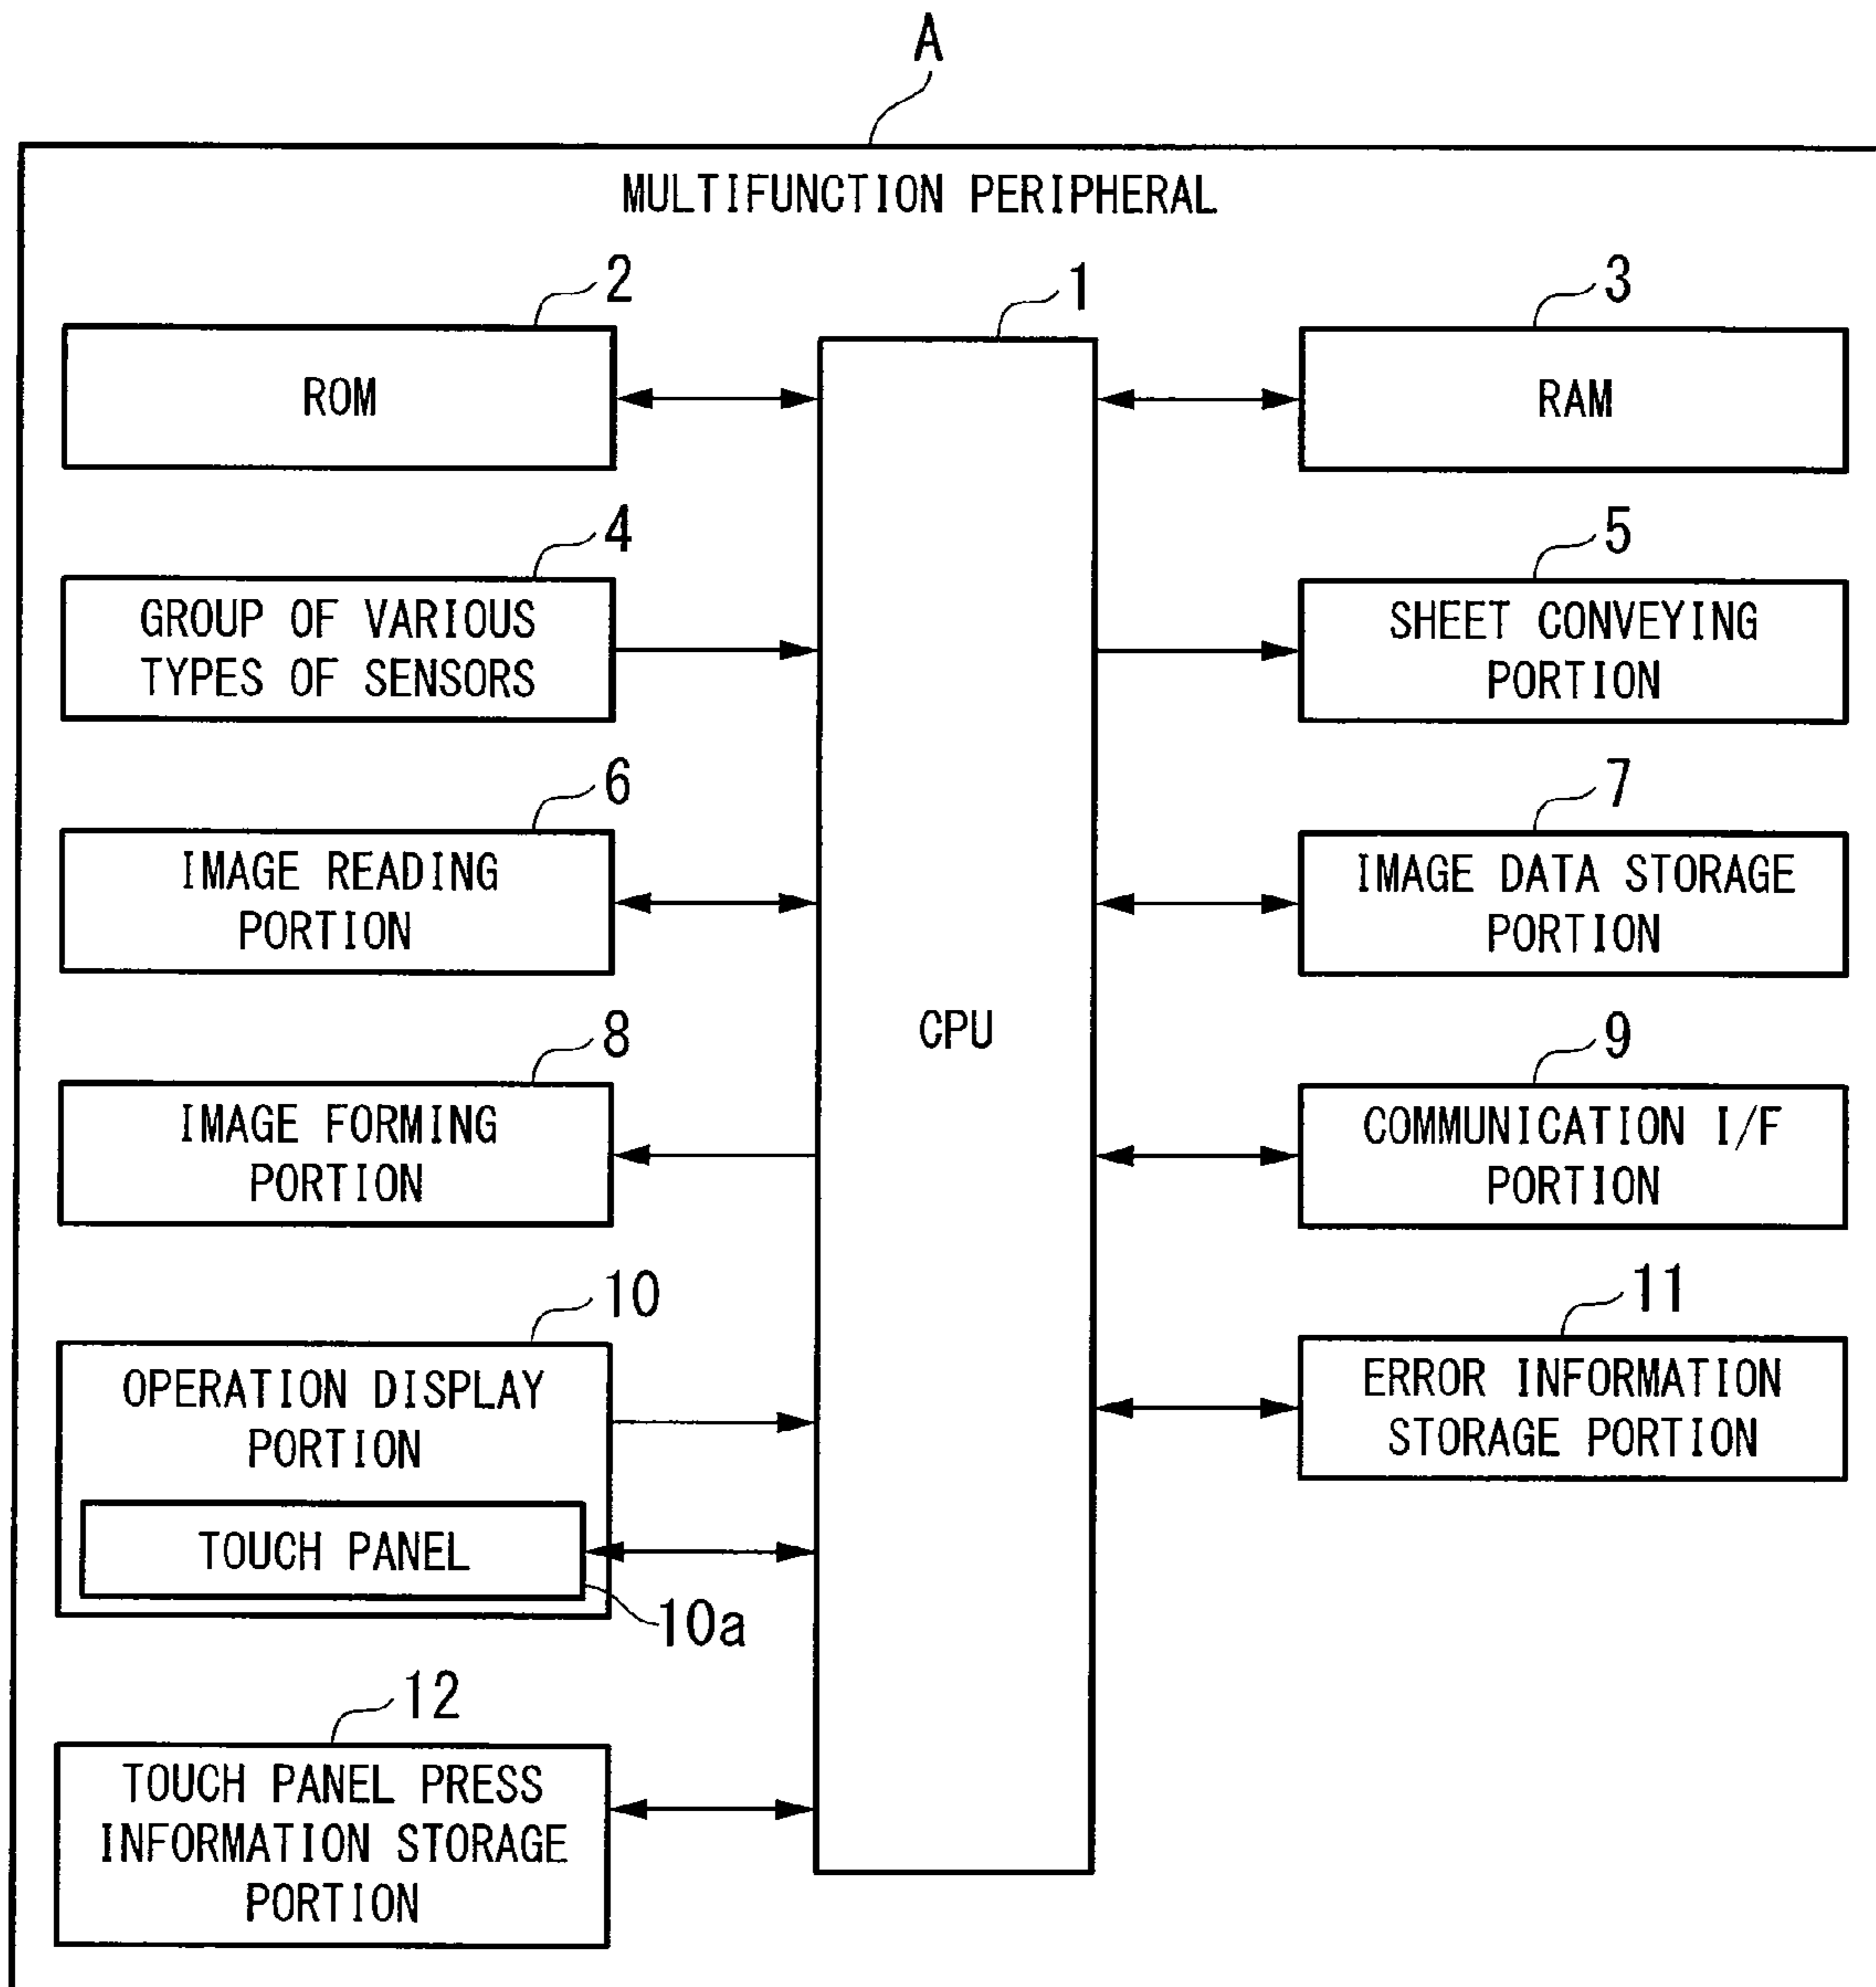 A
MULTIFUNCTION PERIPHERAL
2
1
3
ROM
RAM
4
5
GROUP OF VARIOUS
TYPES OF SENSORS
SHEET CONVEYING
PORTION
6
7
IMAGE READING
PORTION
IMAGE DATA STORAGE
PORTION
CPU
8
9
IMAGE FORMING
PORTION
COMMUNICATION I/F
PORTION
10
11
OPERATION DISPLAY
PORTION
ERROR INFORMATION
STORAGE PORTION
TOUCH PANEL
10a
12
TOUCH PANEL PRESS
INFORMATION STORAGE
PORTION